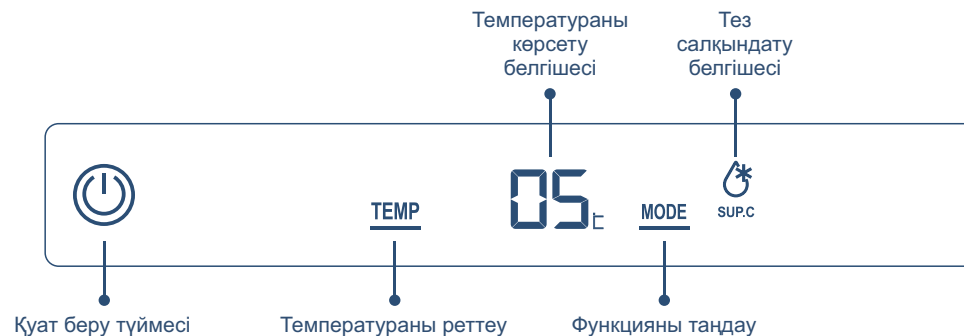 Температураны
көрсету
белгішесі
Тез
салқындату
белгішесі
TEMP
05℃
MODE
SUP.C
Қуат беру түймесі
Температураны реттеу
Функцияны таңдау